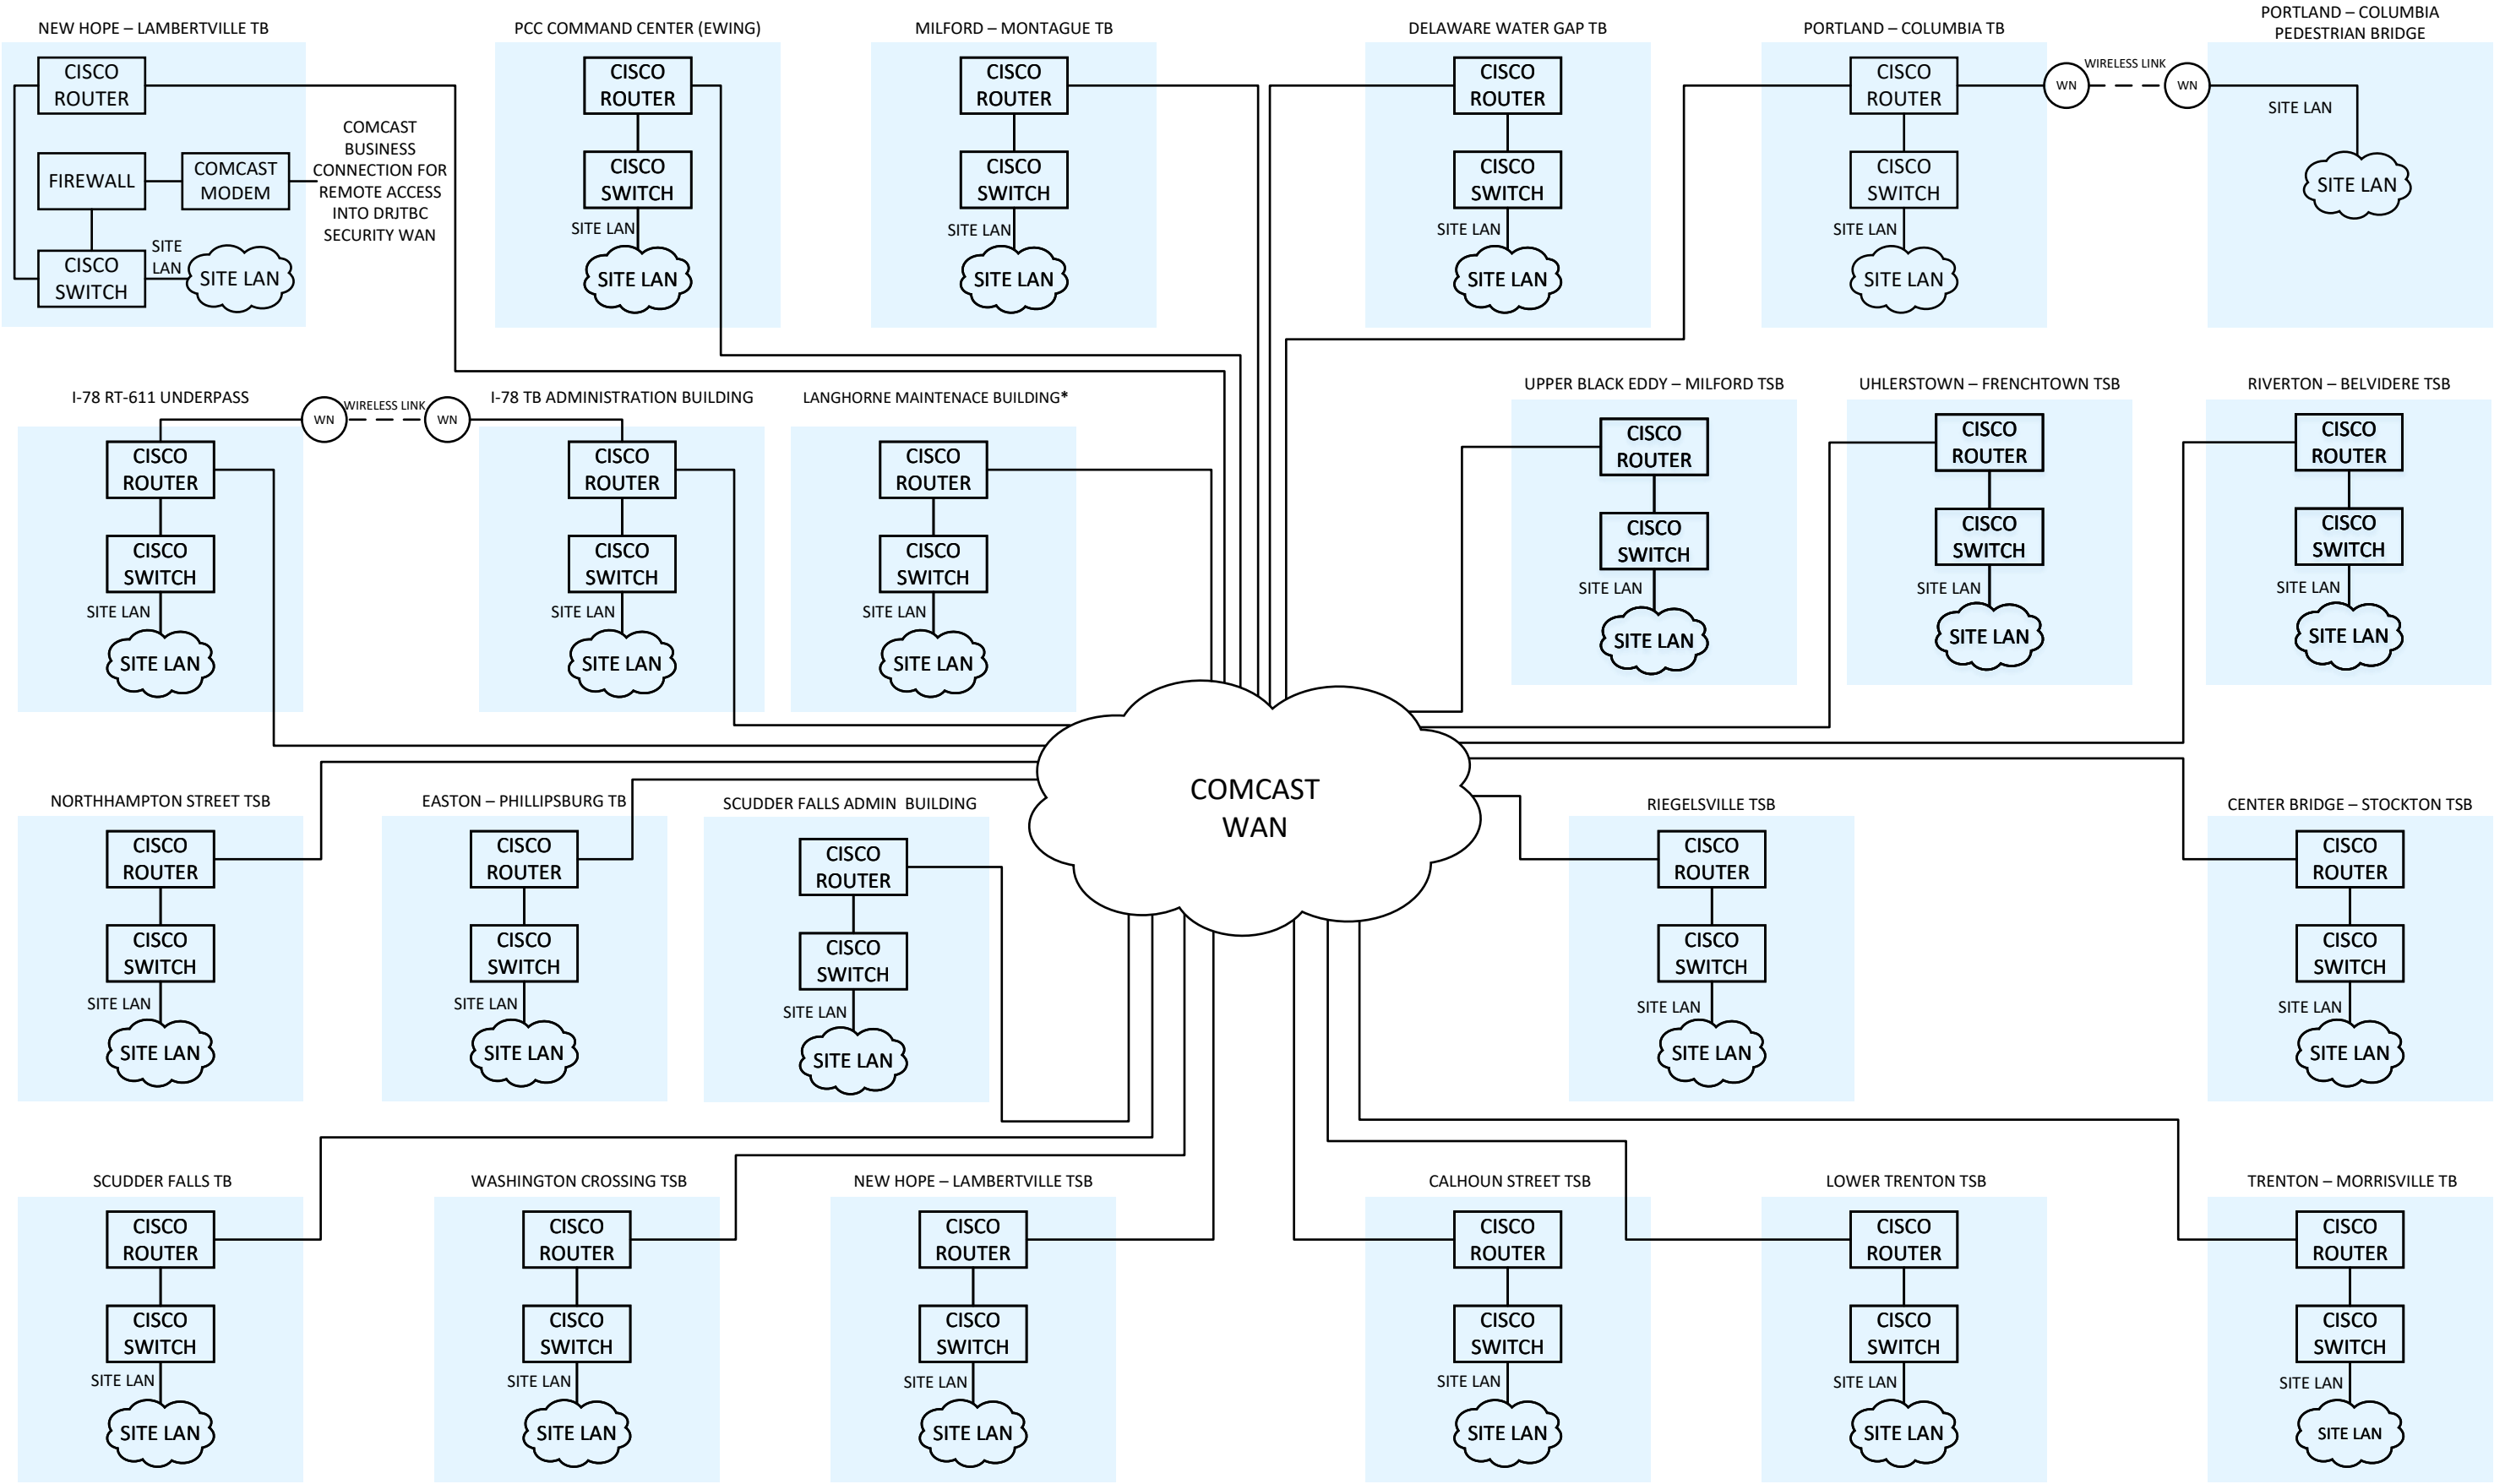 NEW HOPE – LAMBERTVILLE TB
CISCO
ROUTER
FIREWALL
COMCAST
MODEM
COMCAST
BUSINESS
CONNECTION FOR
REMOTE ACCESS
INTO DRJTBC
SECURITY WAN
CISCO
SWITCH
SITE
LAN
SITE LAN
PCC COMMAND CENTER (EWING)
CISCO
ROUTER
CISCO
SWITCH
SITE LAN
SITE LAN
MILFORD – MONTAGUE TB
CISCO
ROUTER
CISCO
SWITCH
SITE LAN
SITE LAN
DELAWARE WATER GAP TB
CISCO
ROUTER
CISCO
SWITCH
SITE LAN
SITE LAN
PORTLAND – COLUMBIA TB
CISCO
ROUTER
CISCO
SWITCH
SITE LAN
SITE LAN
WN
WIRELESS LINK
WN
PORTLAND – COLUMBIA
PEDESTRIAN BRIDGE
SITE LAN
SITE LAN
I-78 RT-611 UNDERPASS
CISCO
ROUTER
CISCO
SWITCH
SITE LAN
SITE LAN
WN
WIRELESS LINK
WN
I-78 TB ADMINISTRATION BUILDING
CISCO
ROUTER
CISCO
SWITCH
SITE LAN
SITE LAN
LANGHORNE MAINTENACE BUILDING*
CISCO
ROUTER
CISCO
SWITCH
SITE LAN
SITE LAN
UPPER BLACK EDDY – MILFORD TSB
CISCO
ROUTER
CISCO
SWITCH
SITE LAN
SITE LAN
UHLERSTOWN – FRENCHTOWN TSB
CISCO
ROUTER
CISCO
SWITCH
SITE LAN
SITE LAN
RIVERTON – BELVIDERE TSB
CISCO
ROUTER
CISCO
SWITCH
SITE LAN
SITE LAN
COMCAST
WAN
NORTHHAMPTON STREET TSB
CISCO
ROUTER
CISCO
SWITCH
SITE LAN
SITE LAN
EASTON – PHILLIPSBURG TB
CISCO
ROUTER
CISCO
SWITCH
SITE LAN
SITE LAN
SCUDDER FALLS ADMIN BUILDING
CISCO
ROUTER
CISCO
SWITCH
SITE LAN
SITE LAN
RIEGELSVILLE TSB
CISCO
ROUTER
CISCO
SWITCH
SITE LAN
SITE LAN
CENTER BRIDGE – STOCKTON TSB
CISCO
ROUTER
CISCO
SWITCH
SITE LAN
SITE LAN
SCUDDER FALLS TB
CISCO
ROUTER
CISCO
SWITCH
SITE LAN
SITE LAN
WASHINGTON CROSSING TSB
CISCO
ROUTER
CISCO
SWITCH
SITE LAN
SITE LAN
NEW HOPE – LAMBERTVILLE TSB
CISCO
ROUTER
CISCO
SWITCH
SITE LAN
SITE LAN
CALHOUN STREET TSB
CISCO
ROUTER
CISCO
SWITCH
SITE LAN
SITE LAN
LOWER TRENTON TSB
CISCO
ROUTER
CISCO
SWITCH
SITE LAN
SITE LAN
TRENTON – MORRISVILLE TB
CISCO
ROUTER
CISCO
SWITCH
SITE LAN
SITE LAN